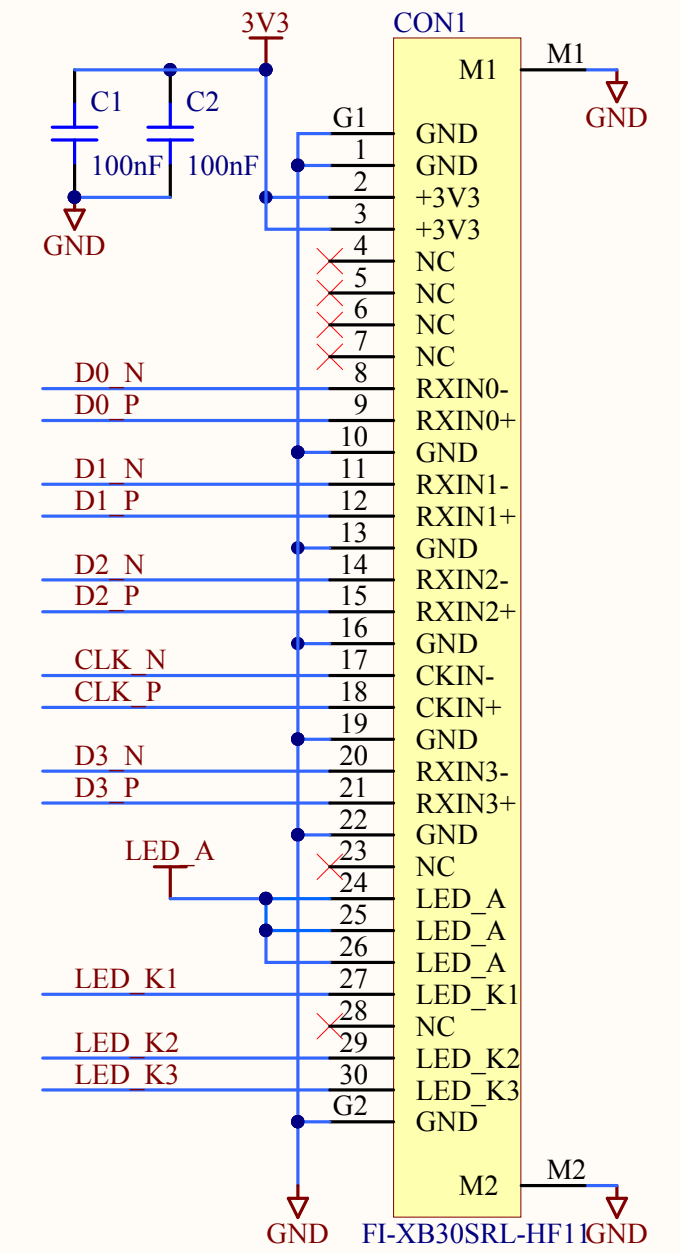 3V3
CON1
M1 M1
GND
C1 C2
100nF 100nF
GND
G1 GND
1 GND
2 +3V3
3 +3V3
4 NC
5 NC
6 NC
7 NC
D0_N 8 RXIN0-
D0_P 9 RXIN0+
10 GND
D1_N 11 RXIN1-
D1_P 12 RXIN1+
13 GND
D2_N 14 RXIN2-
D2_P 15 RXIN2+
16 GND
CLK_N 17 CKIN-
CLK_P 18 CKIN+
19 GND
D3_N 20 RXIN3-
D3_P 21 RXIN3+
22 GND
LED_A 23 NC
24 LED_A
25 LED_A
26 LED_A
LED_K1 27 LED_K1
28 NC
LED_K2 29 LED_K2
LED_K3 30 LED_K3
G2 GND
M2 M2
GND FI-XB30SRL-HF11 GND